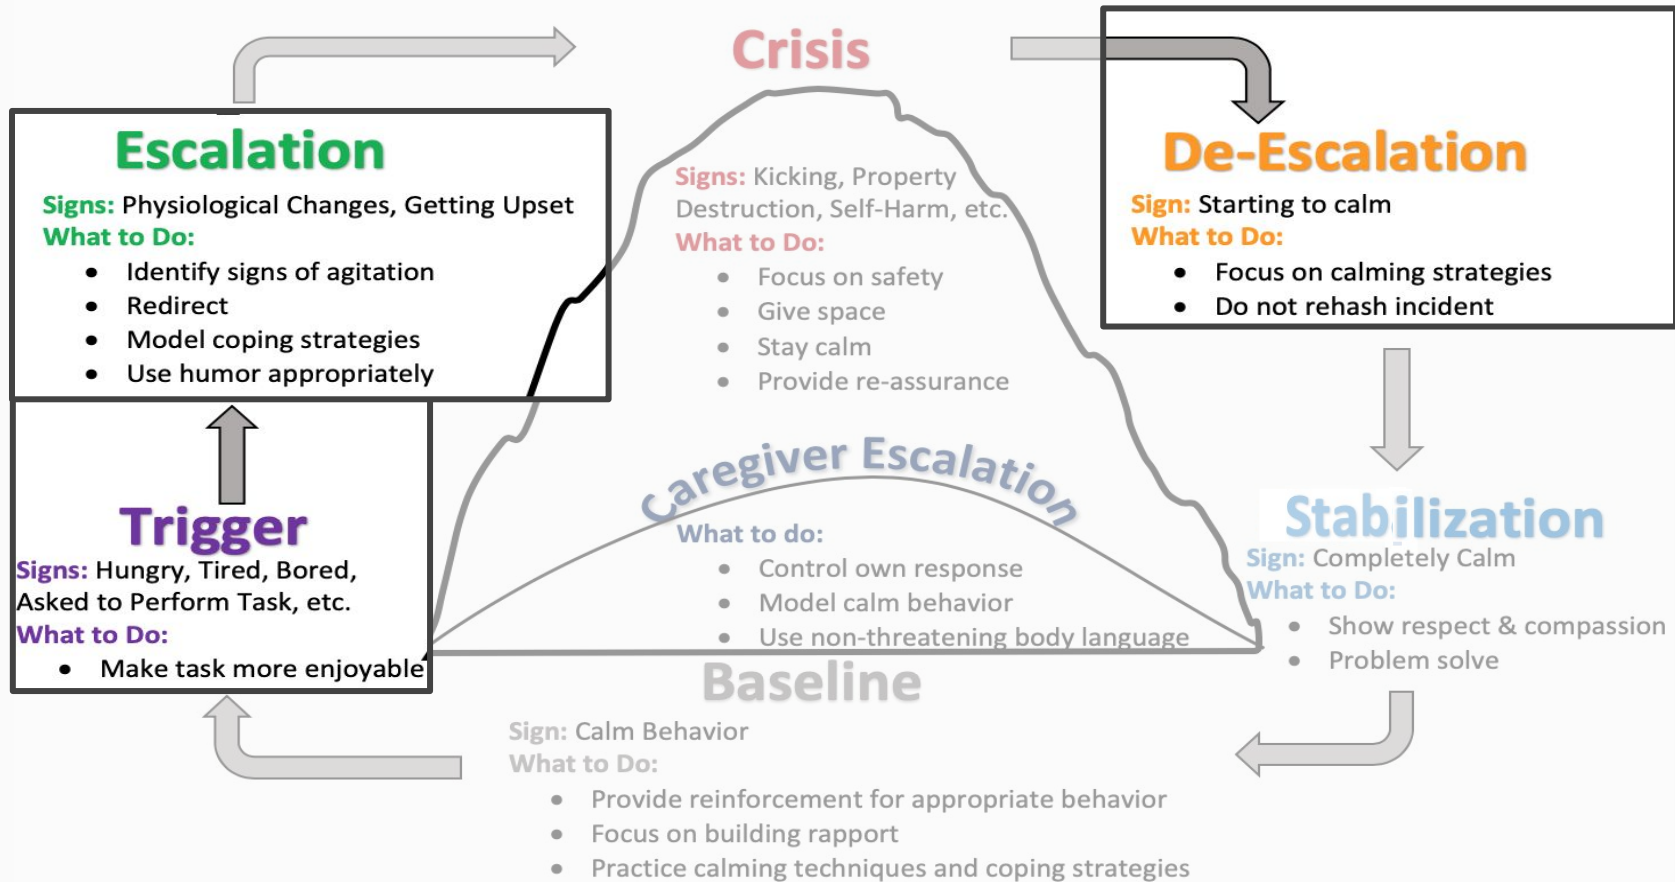 Crisis
Signs: Kicking, Property
Destruction, Self-Harm, etc.
What to Do:
• Focus on safety
• Give space
• Stay calm
• Provide re-assurance
Escalation
Signs: Physiological Changes, Getting Upset
What to Do:
• Identify signs of agitation
• Redirect
• Model coping strategies
• Use humor appropriately
De-Escalation
Sign: Starting to calm
What to Do:
• Focus on calming strategies
• Do not rehash incident
Trigger
Signs: Hungry, Tired, Bored,
Asked to Perform Task, etc.
What to Do:
• Make task more enjoyable
Caregiver Escalation
What to do:
• Control own response
• Model calm behavior
• Use non-threatening body language
Stabilization
Sign: Completely Calm
What to Do:
• Show respect & compassion
• Problem solve
Baseline
Sign: Calm Behavior
What to Do:
• Provide reinforcement for appropriate behavior
• Focus on building rapport
• Practice calming techniques and coping strategies